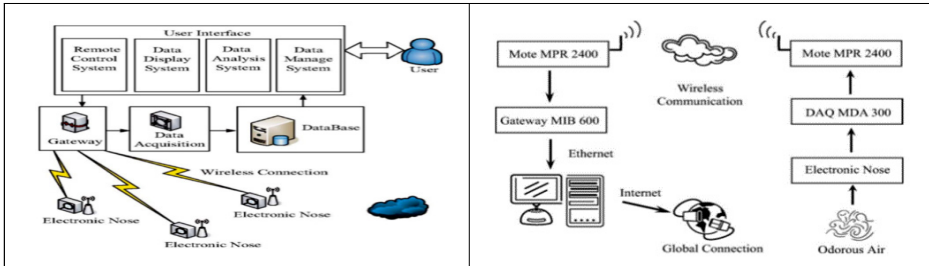 User Interface
Remote
Control
System
Data
Display
System
Data
Analysis
System
Data
Manage
System
User
Gateway
Data
Acquisition
DataBase
Wireless Connection
Electronic Nose
Electronic Nose
Electronic Nose
Mote MPR 2400
Wireless
Communication
Mote MPR 2400
Gateway MIB 600
DAQ MDA 300
Ethernet
Electronic Nose
Internet
Global Connection
Odorous Air